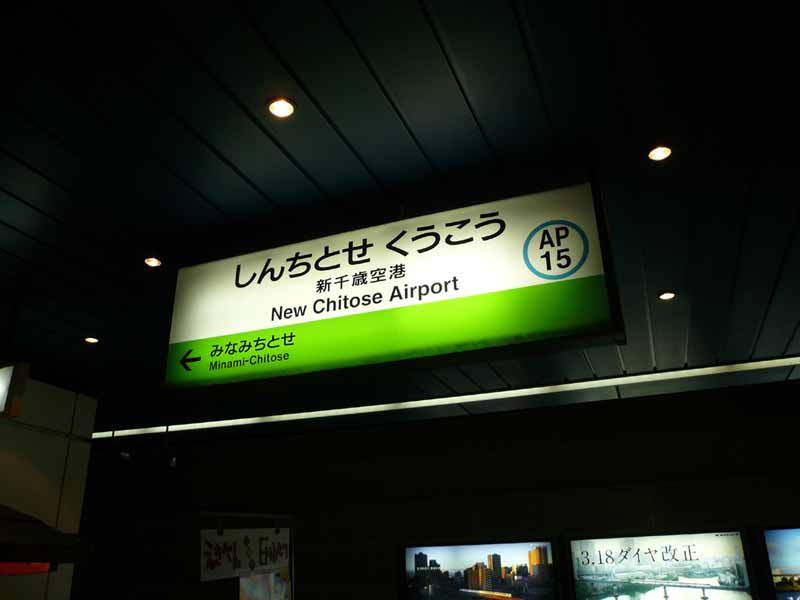 しんちとせ くうこう
新千歳空港
New Chitose Airport
AP
15
← みなみちとせ
Minami-Chitose
3.18ダイヤ改正